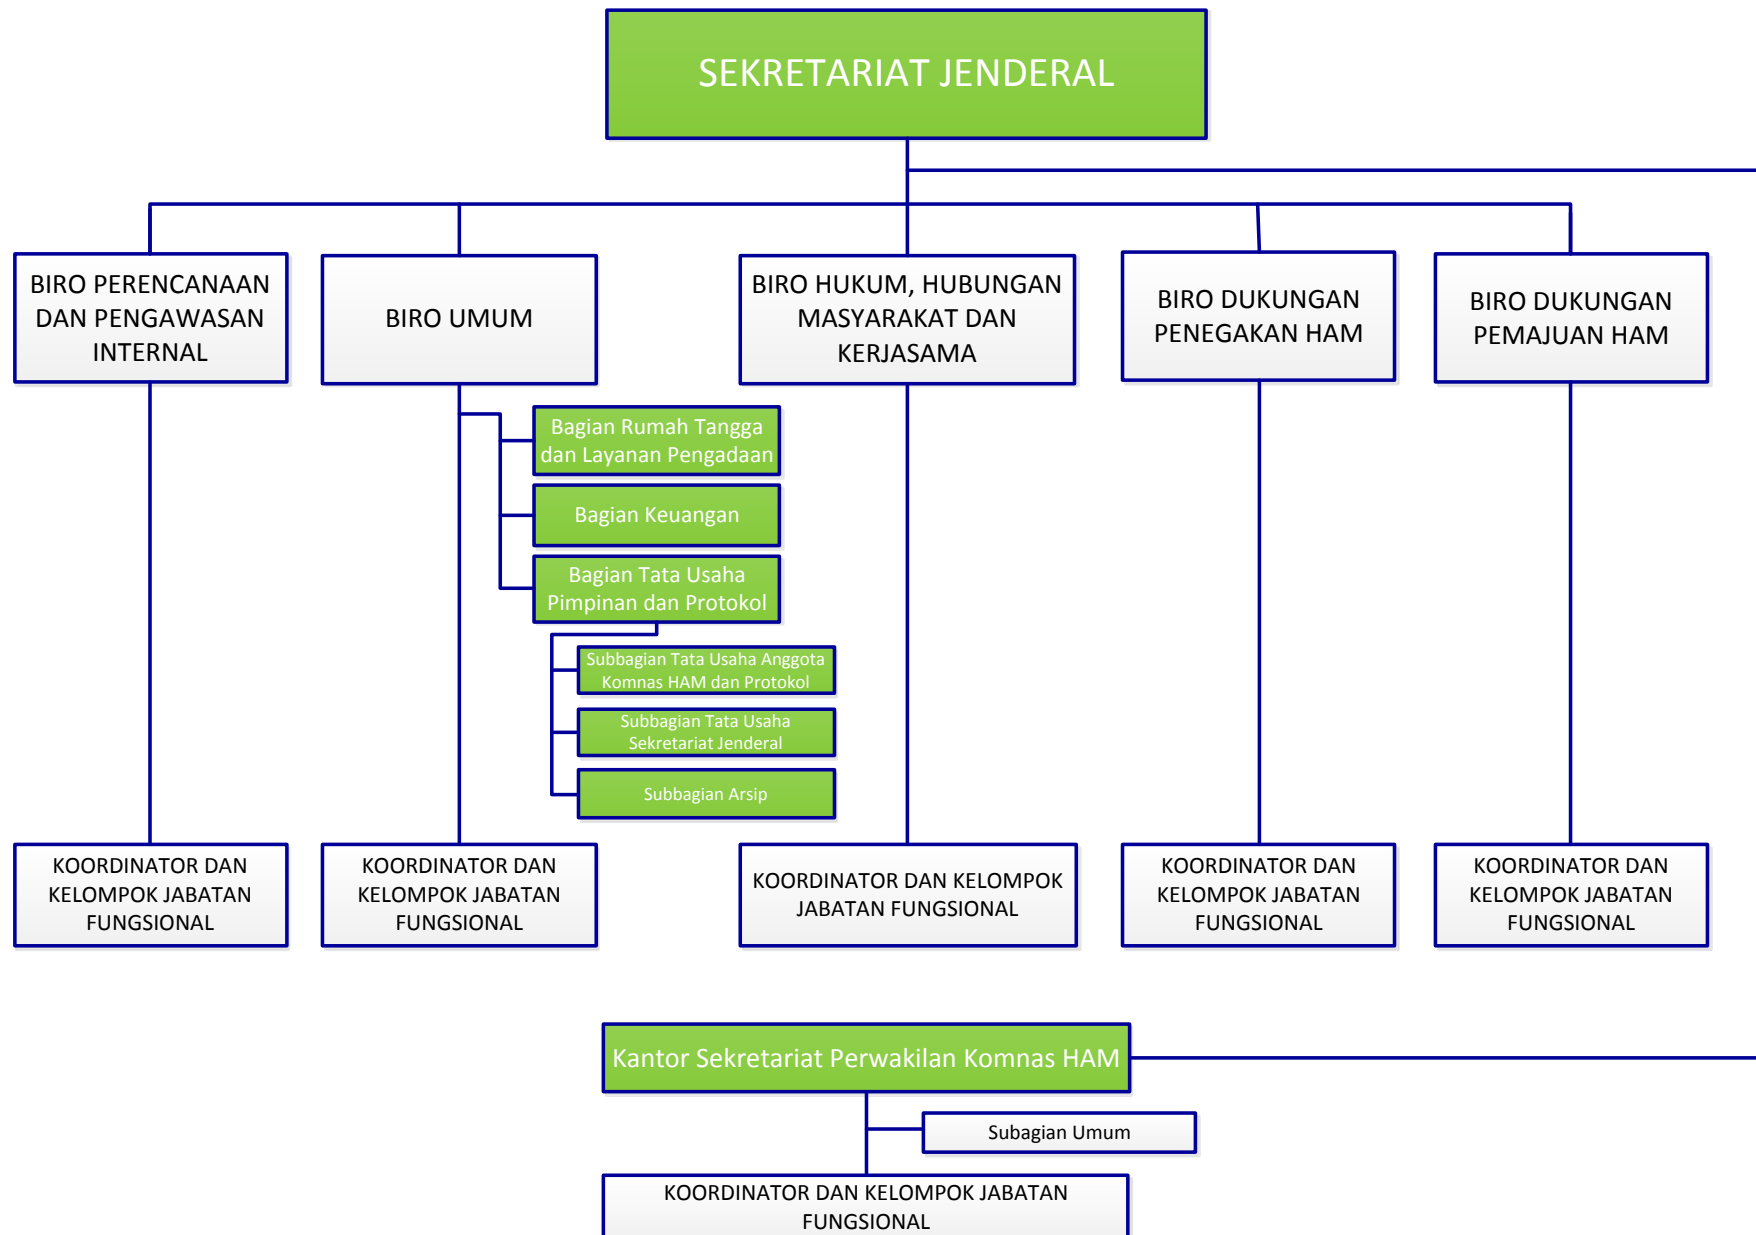 SEKRETARIAT JENDERAL
BIRO PERENCANAAN
DAN PENGAWASAN
INTERNAL
BIRO UMUM
BIRO HUKUM, HUBUNGAN
MASYARAKAT DAN
KERJASAMA
BIRO DUKUNGAN
PENEGAKAN HAM
BIRO DUKUNGAN
PEMAJUAN HAM
Bagian Rumah Tangga
dan Layanan Pengadaan
Bagian Keuangan
Bagian Tata Usaha
Pimpinan dan Protokol
Subbagian Tata Usaha Anggota
Komnas HAM dan Protokol
Subbagian Tata Usaha
Sekretariat Jenderal
Subbagian Arsip
KOORDINATOR DAN
KELOMPOK JABATAN
FUNGSIONAL
KOORDINATOR DAN
KELOMPOK JABATAN
FUNGSIONAL
KOORDINATOR DAN KELOMPOK
JABATAN FUNGSIONAL
KOORDINATOR DAN
KELOMPOK JABATAN
FUNGSIONAL
KOORDINATOR DAN
KELOMPOK JABATAN
FUNGSIONAL
Kantor Sekretariat Perwakilan Komnas HAM
Subagian Umum
KOORDINATOR DAN KELOMPOK JABATAN
FUNGSIONAL